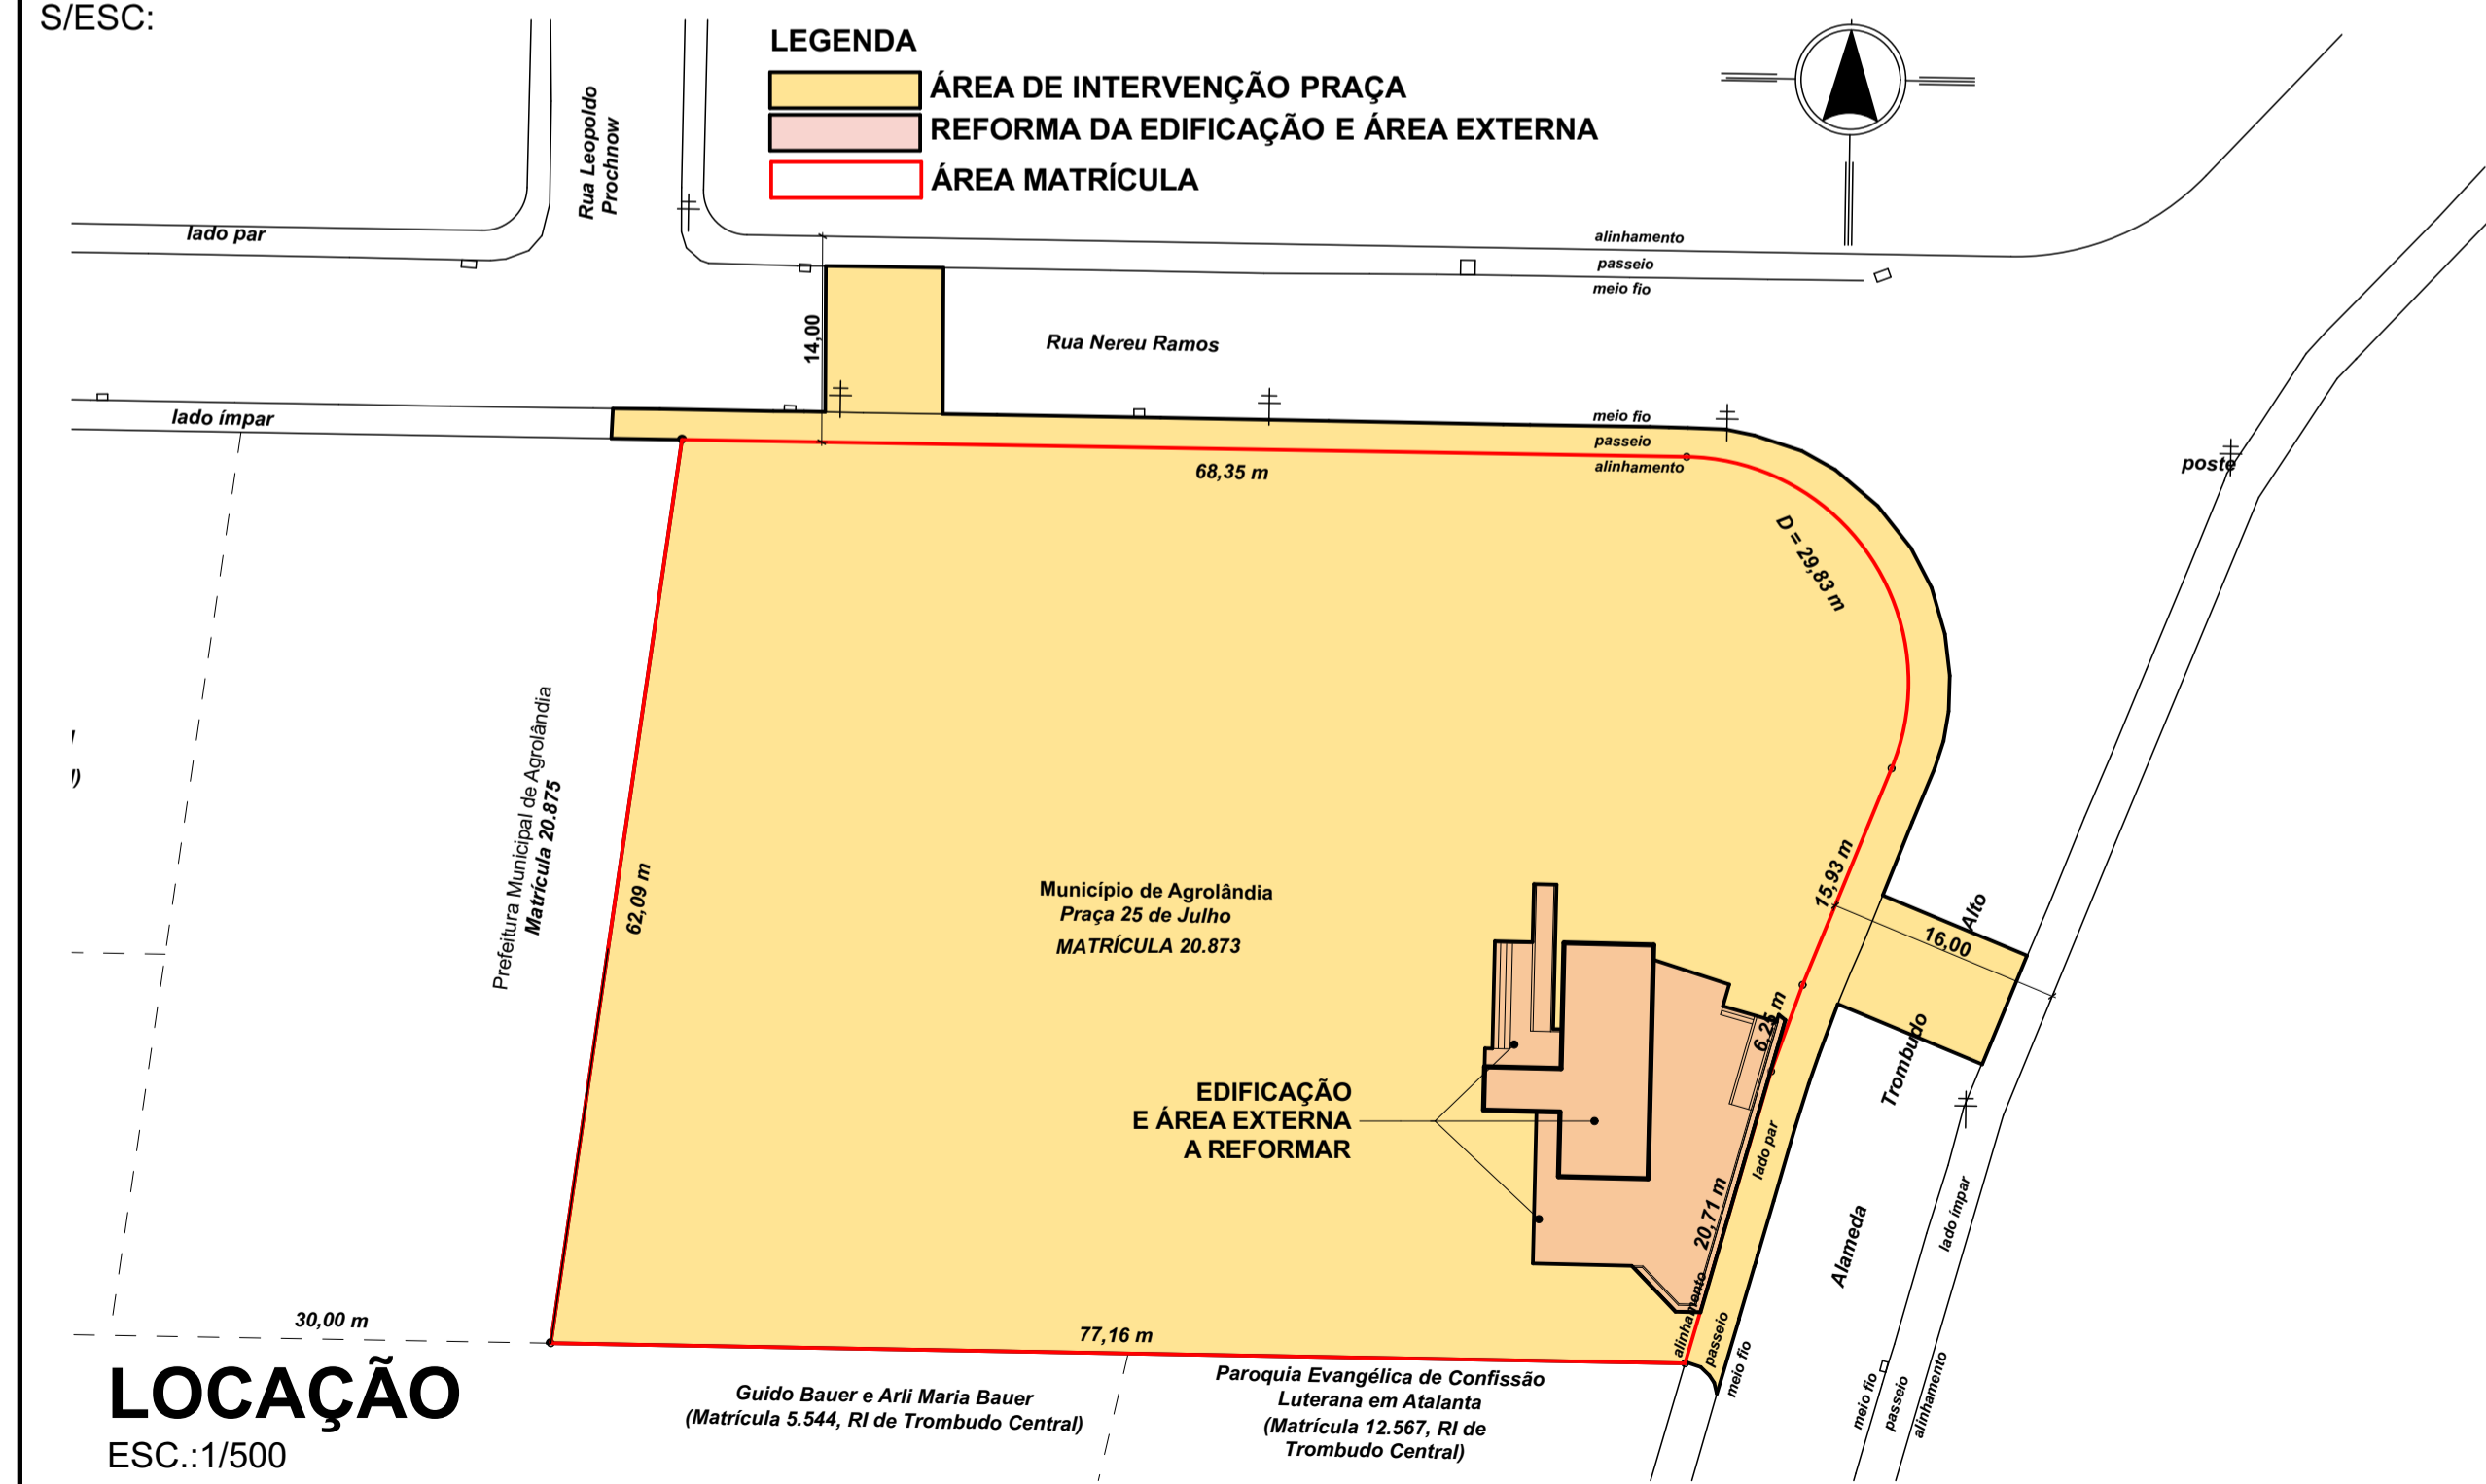 S/ESC:
LEGENDA
ÁREA DE INTERVENÇÃO PRAÇA
REFORMA DA EDIFICAÇÃO E ÁREA EXTERNA
ÁREA MATRÍCULA
Rua Leopoldo
Prochnow
lado par
alinhamento
passeio
meio fio
14,00
Rua Nereu Ramos
lado ímpar
meio fio
passeio
alinhamento
68,35 m
poste
D = 29,83 m
Prefeitura Municipal de Agrolândia
Matrícula 20.875
62,09 m
Município de Agrolândia
Praça 25 de Julho
MATRÍCULA 20.873
15,93 m
Alto
16,00
6,25 m
Trombudo
EDIFICAÇÃO
E ÁREA EXTERNA
A REFORMAR
lado par
20,71 m
Alameda
lado ímpar
alinhamento
passeio
meio fio
30,00 m
77,16 m
meio fio
passeio
alinhamento
Guido Bauer e Arli Maria Bauer
(Matrícula 5.544, RI de Trombudo Central)
Paroquia Evangélica de Confissão
Luterana em Atalanta
(Matrícula 12.567, RI de
Trombudo Central)
LOCAÇÃO
ESC.:1/500